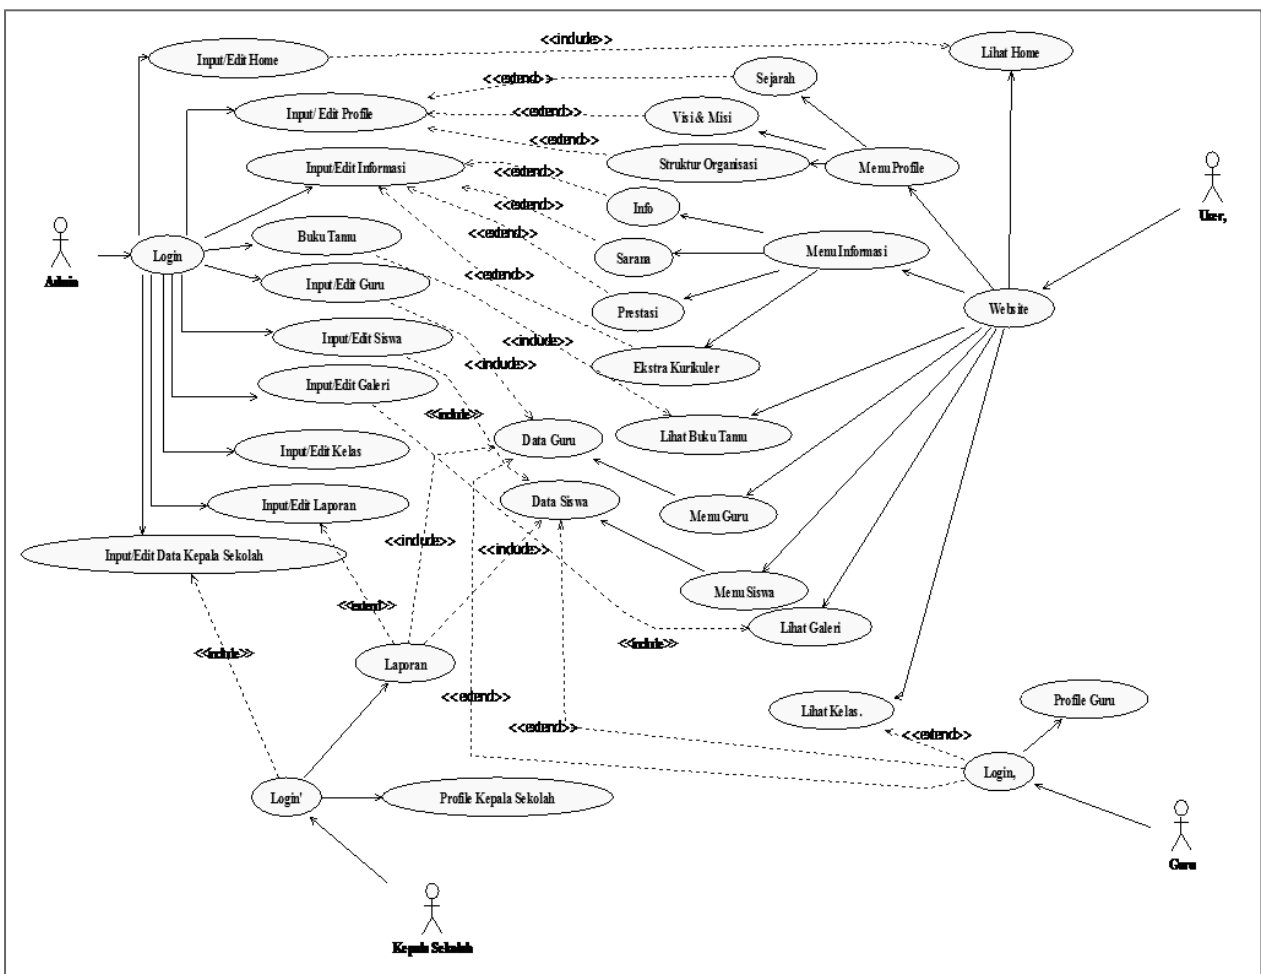 <<include>>
Input/Edit Home
Lihat Home
<<extend>>
Sejarah
Input/ Edit Profile
<<extend>>
Visi & Misi
<<extend>>
Struktur Organisasi
Menu Profile
Input/Edit Informasi
<<extend>>
<<extend>>
Info
User,
<<extend>>
Buku Tamu
Menu Informasi
Login
Sarana
Admin
<<extend>>
Input/Edit Guru
Prestasi
Website
Input/Edit Siswa
<<include>>
<<include>>
Ekstra Kurikuler
Input/Edit Galeri
<<include>>
Data Guru
Lihat Buku Tamu
Input/Edit Kelas
Data Siswa
Input/Edit Laporan
Menu Guru
<<include>>
<<include>>
Input/Edit Data Kepala Sekolah
Menu Siswa
<<extend>>
Lihat Galeri
<<include>>
<<include>>
Laporan
<<extend>>
Profile Guru
Lihat Kelas.
<<extend>>
<<extend>>
Login,
Login'
Profile Kepala Sekolah
Guru
Kepala Sekolah